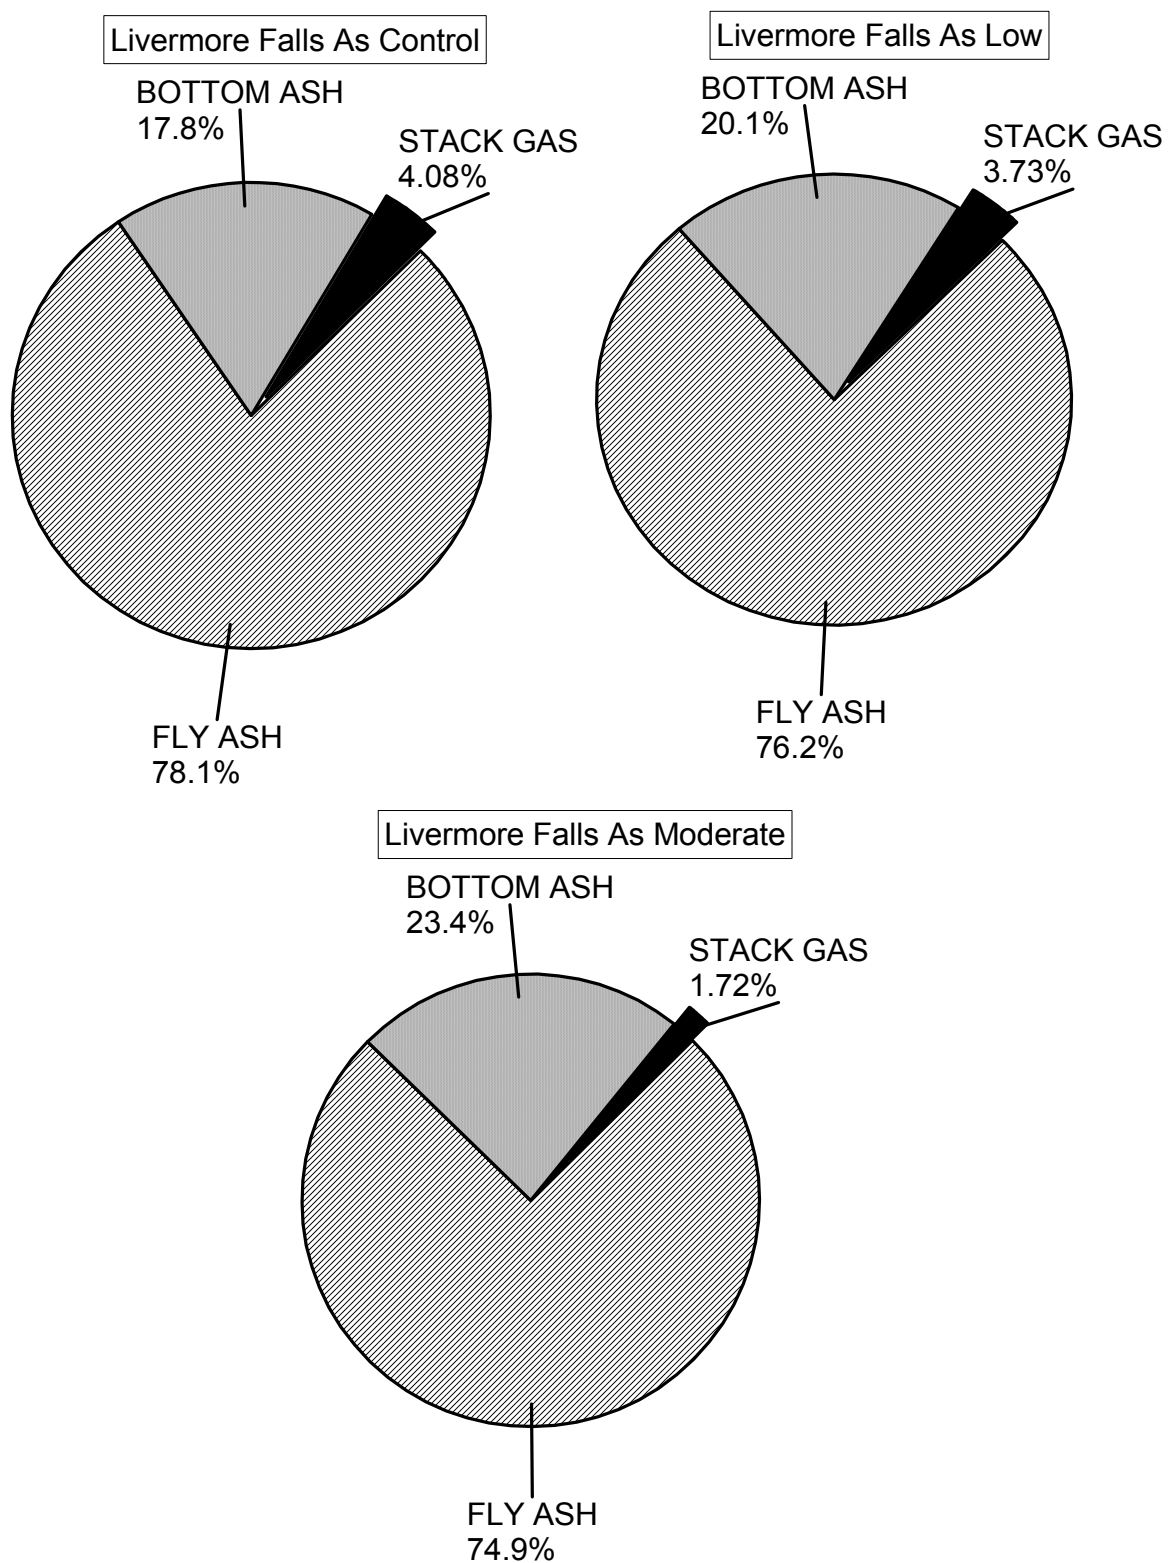 Livermore Falls As Control
BOTTOM ASH
17.8%
STACK GAS
4.08%
FLY ASH
78.1%
Livermore Falls As Low
BOTTOM ASH
20.1%
STACK GAS
3.73%
FLY ASH
76.2%
Livermore Falls As Moderate
BOTTOM ASH
23.4%
STACK GAS
1.72%
FLY ASH
74.9%